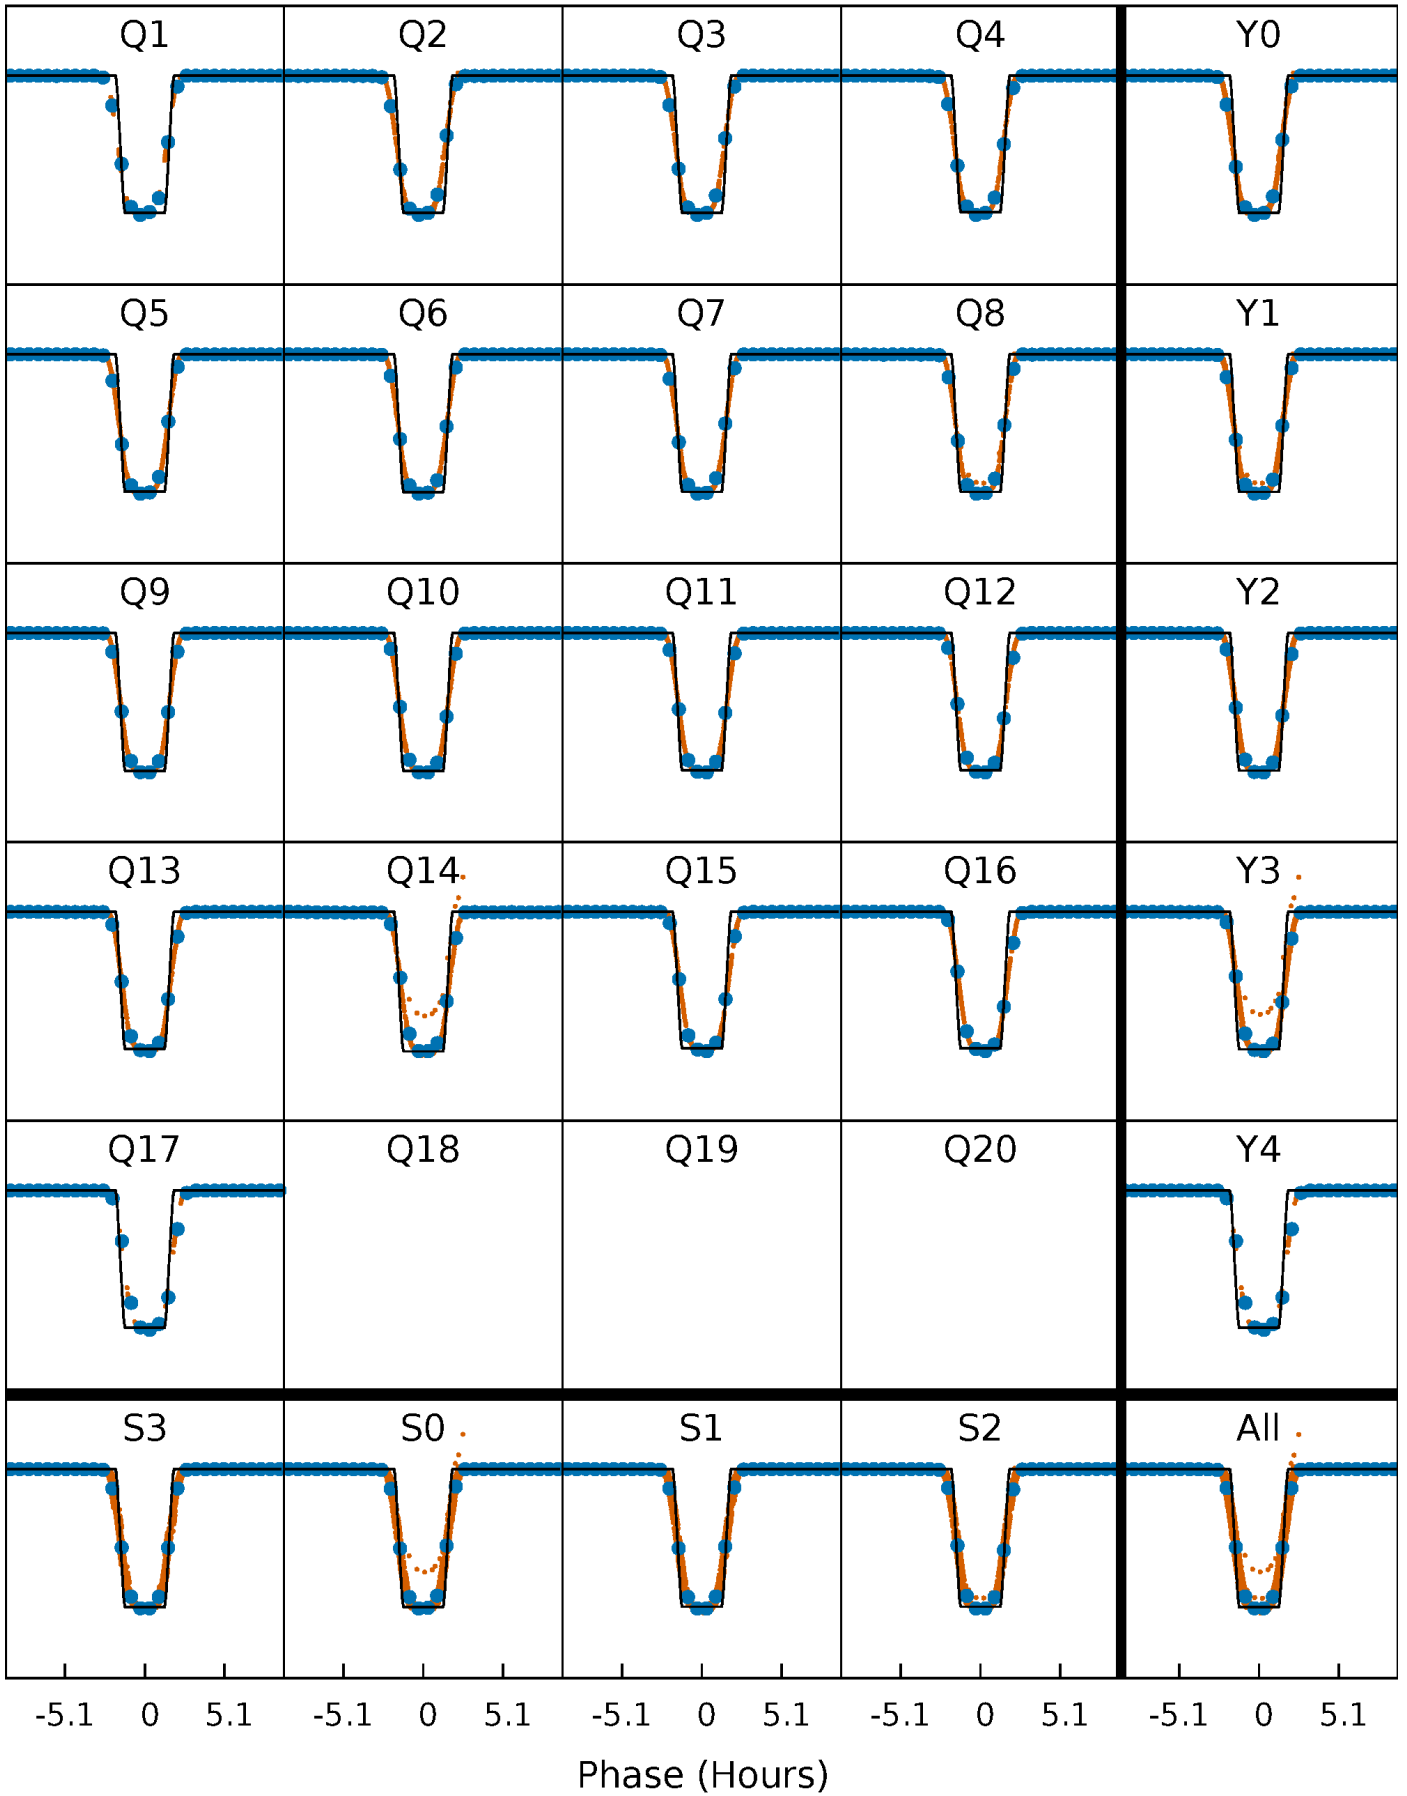 Q1 Q2 Q3 Q4 Y0
Q5 Q6 Q7 Q8 Y1
Q9 Q10 Q11 Q12 Y2
Q13 Q14 Q15 Q16 Y3
Q17 Q18 Q19 Q20 Y4
S3 S0 S1 S2 All
-5.1 0 5.1 -5.1 0 5.1 -5.1 0 5.1 -5.1 0 5.1 -5.1 0 5.1
Phase (Hours)